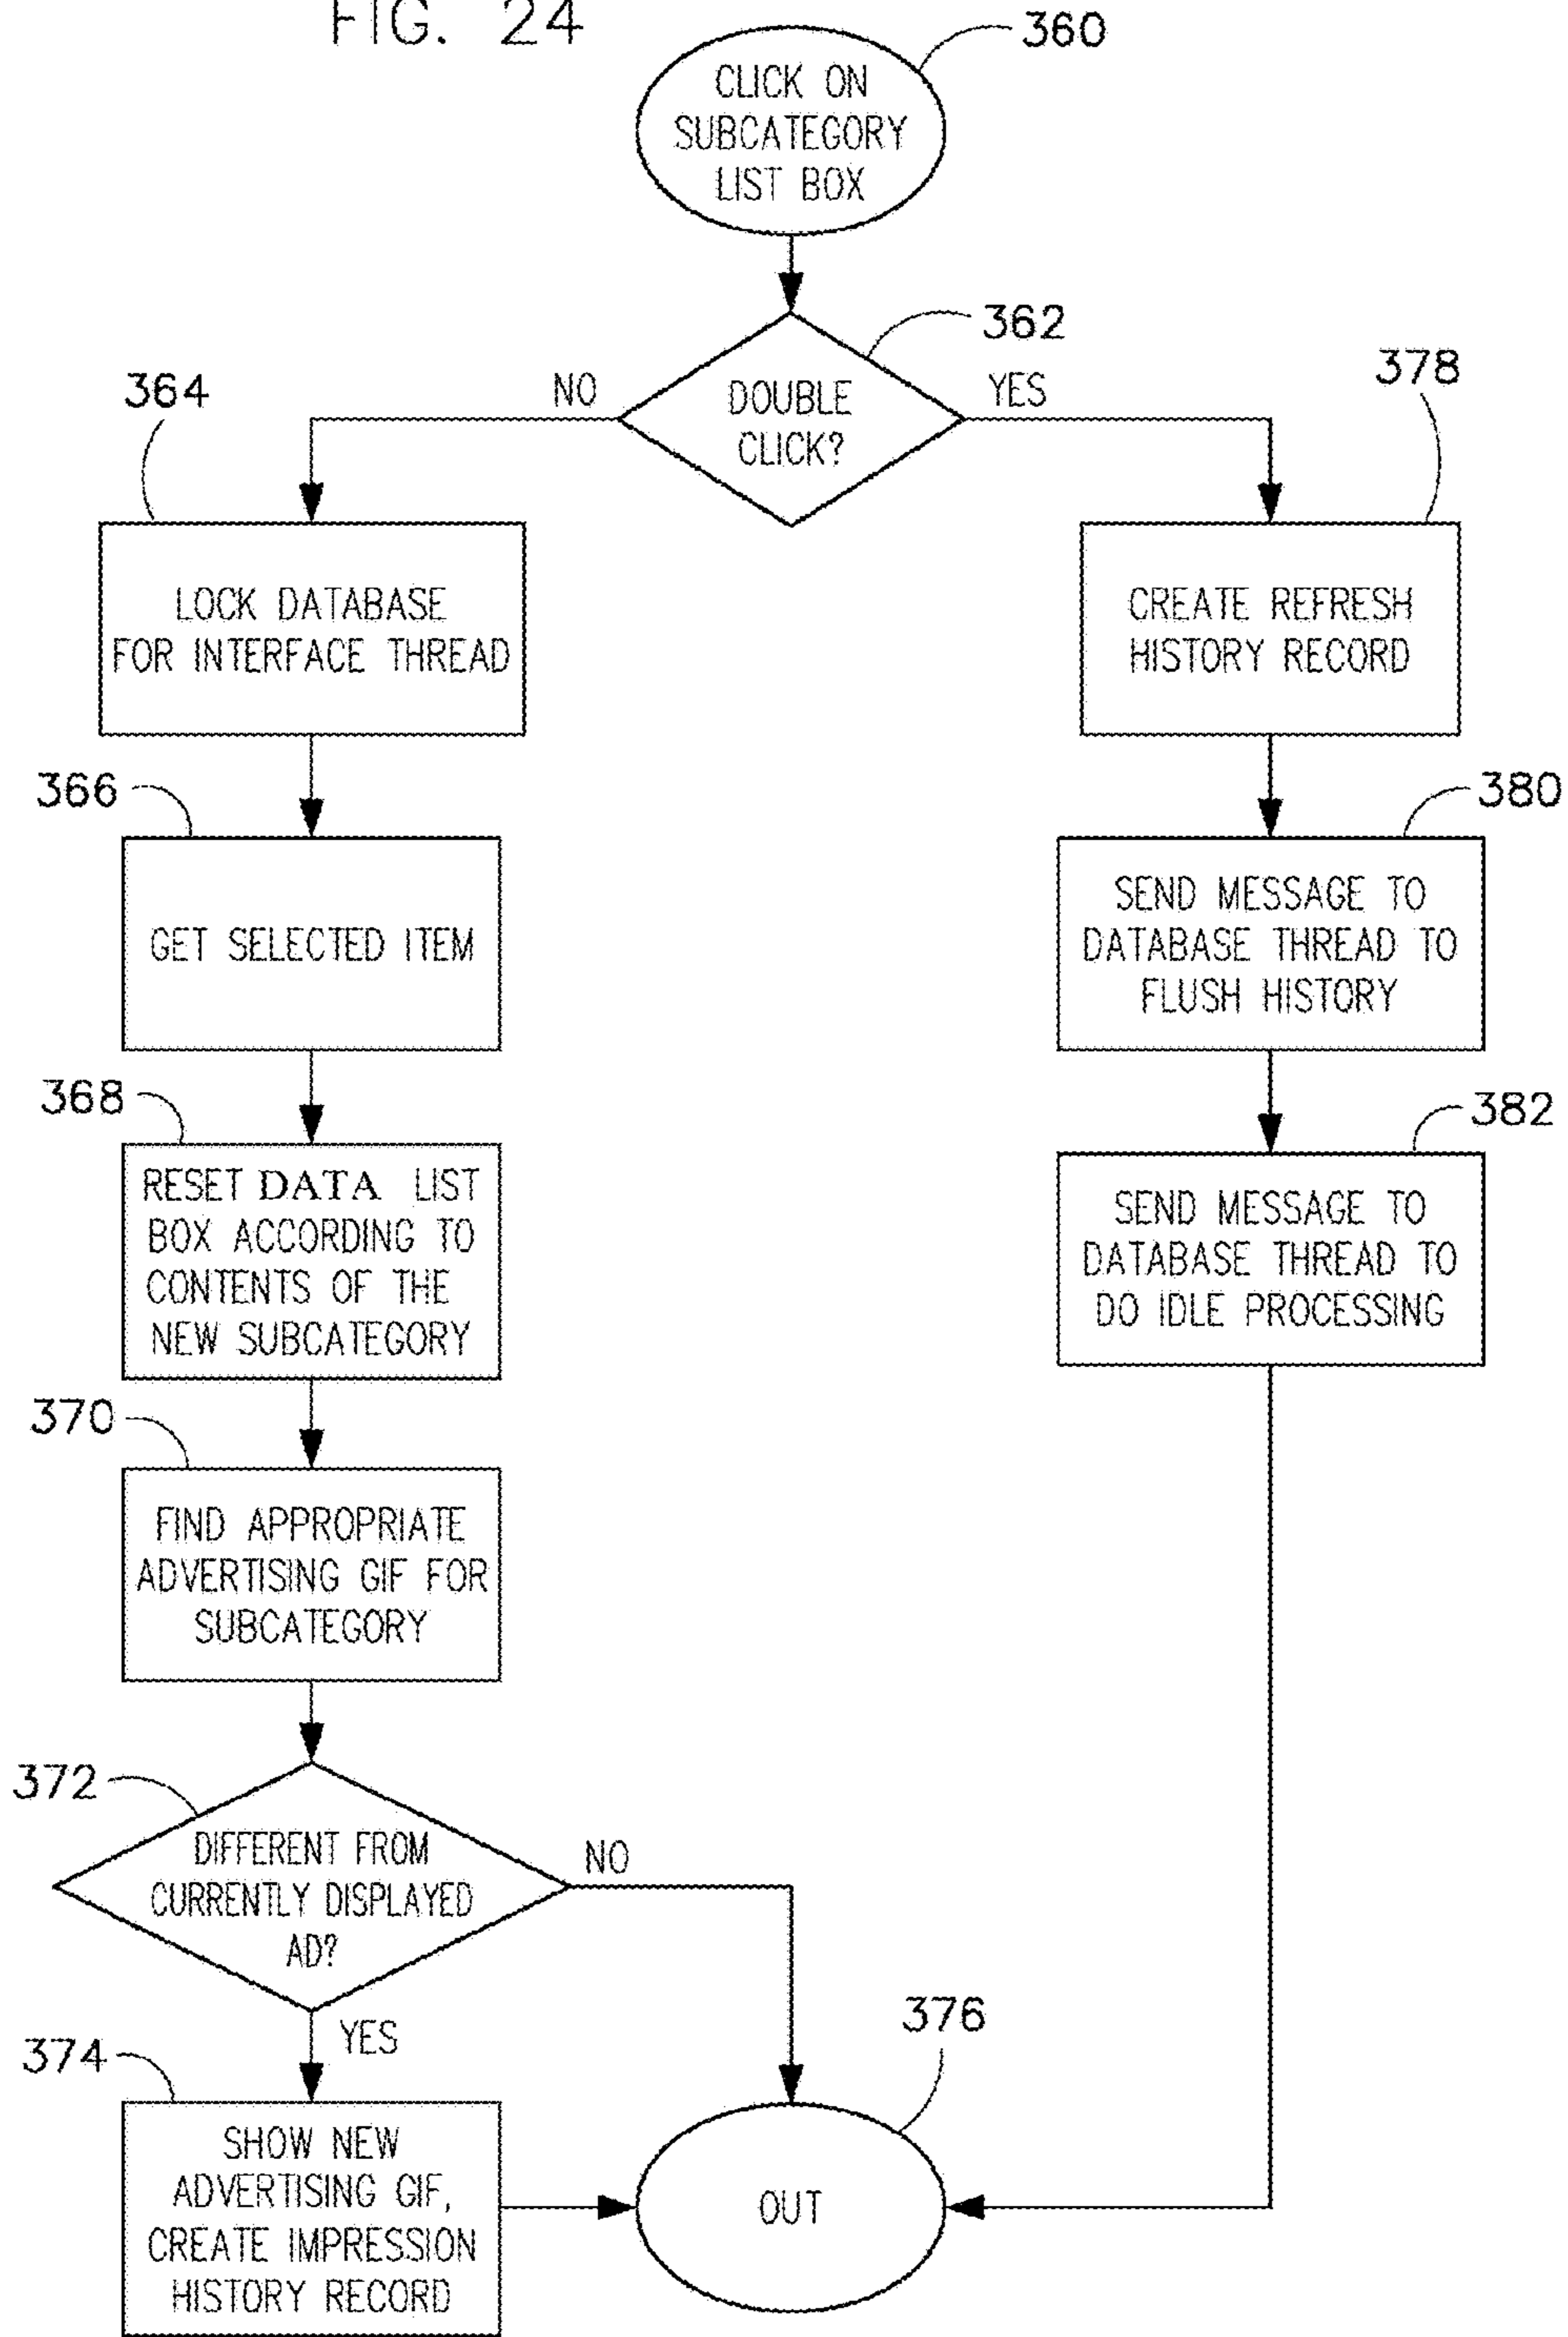 FIG. 24
360
CLICK ON
SUBCATEGORY
LIST BOX
362
DOUBLE
CLICK?
NO
YES
364
LOCK DATABASE
FOR INTERFACE THREAD
378
CREATE REFRESH
HISTORY RECORD
366
GET SELECTED ITEM
380
SEND MESSAGE TO
DATABASE THREAD TO
FLUSH HISTORY
368
RESET DATA LIST
BOX ACCORDING TO
CONTENTS OF THE
NEW SUBCATEGORY
382
SEND MESSAGE TO
DATABASE THREAD TO
DO IDLE PROCESSING
370
FIND APPROPRIATE
ADVERTISING GIF FOR
SUBCATEGORY
372
DIFFERENT FROM
CURRENTLY DISPLAYED
AD?
NO
YES
374
SHOW NEW
ADVERTISING GIF,
CREATE IMPRESSION
HISTORY RECORD
376
OUT